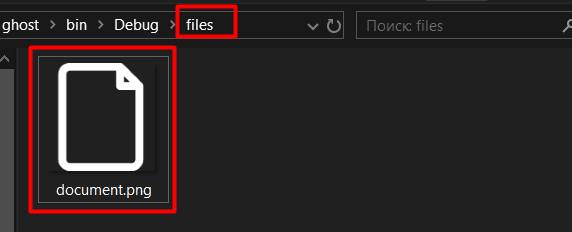 ghost > bin > Debug > files
Поиск: files
document.png